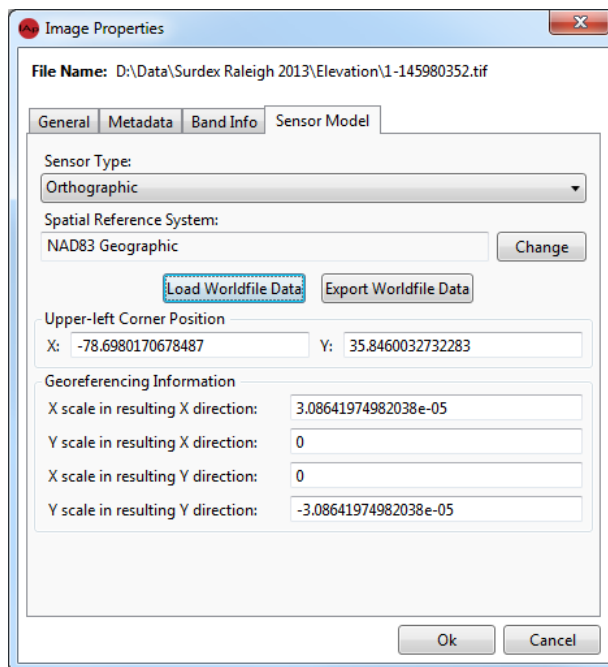 IAp Image Properties
File Name: D:\Data\Surdex Raleigh 2013\Elevation\1-145980352.tif
General Metadata Band Info Sensor Model
Sensor Type:
Orthographic
Spatial Reference System:
NAD83 Geographic Change
Load Worldfile Data Export Worldfile Data
Upper-left Corner Position
X: -78.6980170678487 Y: 35.8460032732283
Georeferencing Information
X scale in resulting X direction: 3.08641974982038e-05
Y scale in resulting X direction: 0
X scale in resulting Y direction: 0
Y scale in resulting Y direction: -3.08641974982038e-05
Ok Cancel